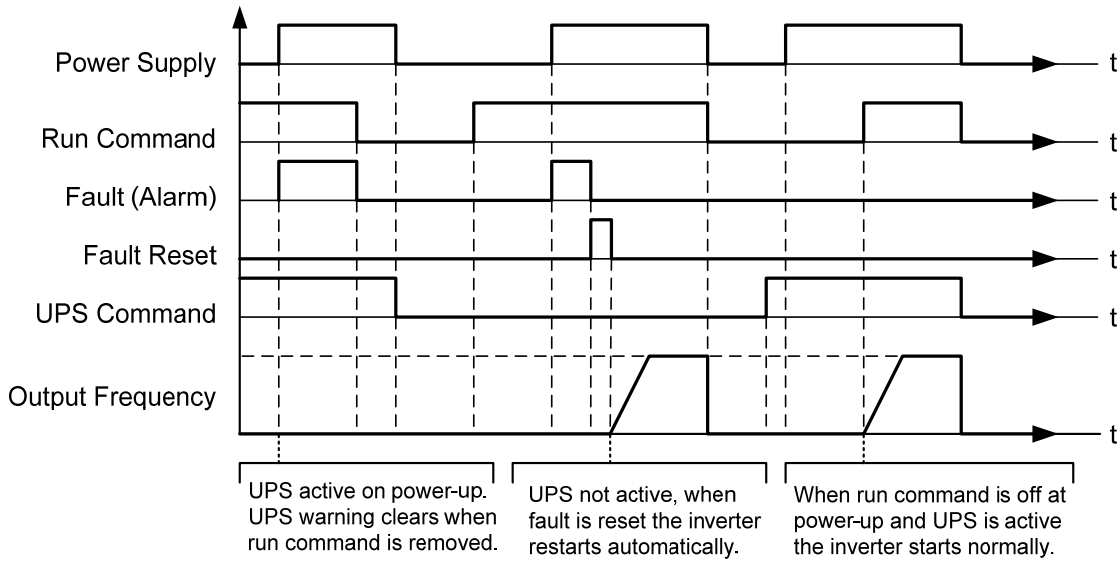 Power Supply
t
Run Command
t
Fault (Alarm)
t
Fault Reset
t
UPS Command
t
Output Frequency
t
UPS active on power-up.
UPS warning clears when
run command is removed.
UPS not active, when
fault is reset the inverter
restarts automatically.
When run command is off at
power-up and UPS is active
the inverter starts normally.